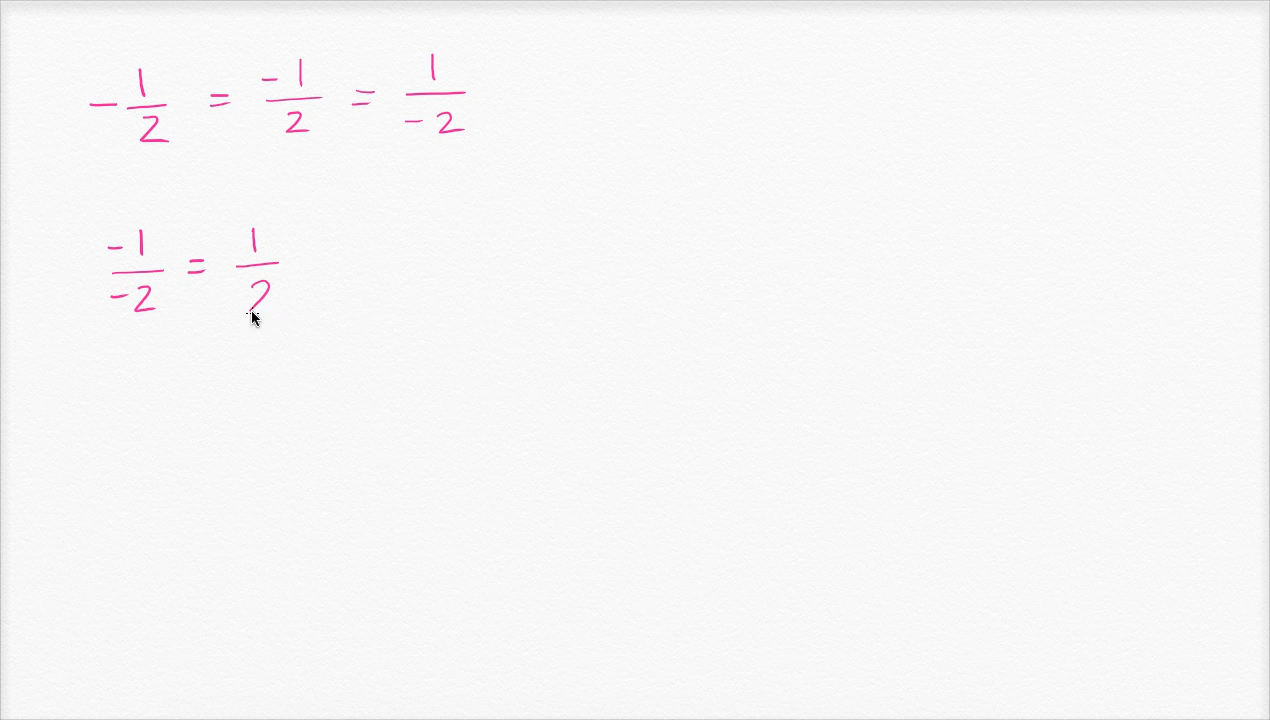 -1/2 = -1/2 = 1/-2
-1/-2 = 1/2